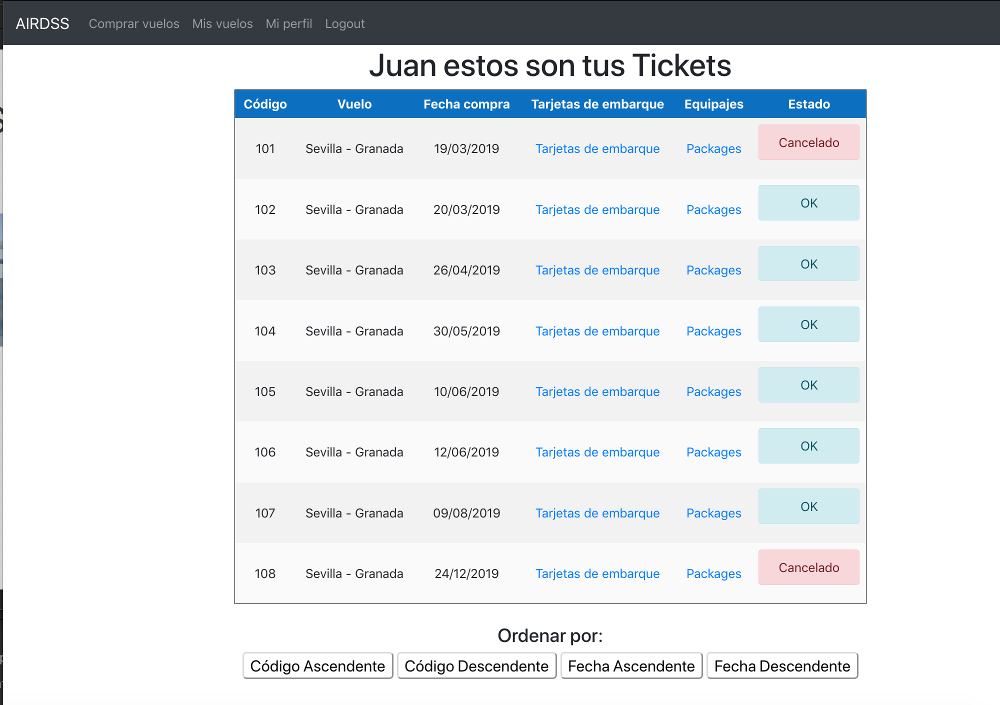 AIRDSS Comprar vuelos Mis vuelos Mi perfil Logout
Juan estos son tus Tickets
Código Vuelo Fecha compra Tarjetas de embarque Equipajes Estado
101 Sevilla - Granada 19/03/2019 Tarjetas de embarque Packages Cancelado
102 Sevilla - Granada 20/03/2019 Tarjetas de embarque Packages OK
103 Sevilla - Granada 26/04/2019 Tarjetas de embarque Packages OK
104 Sevilla - Granada 30/05/2019 Tarjetas de embarque Packages OK
105 Sevilla - Granada 10/06/2019 Tarjetas de embarque Packages OK
106 Sevilla - Granada 12/06/2019 Tarjetas de embarque Packages OK
107 Sevilla - Granada 09/08/2019 Tarjetas de embarque Packages OK
108 Sevilla - Granada 24/12/2019 Tarjetas de embarque Packages Cancelado
Ordenar por:
Código Ascendente Código Descendente Fecha Ascendente Fecha Descendente